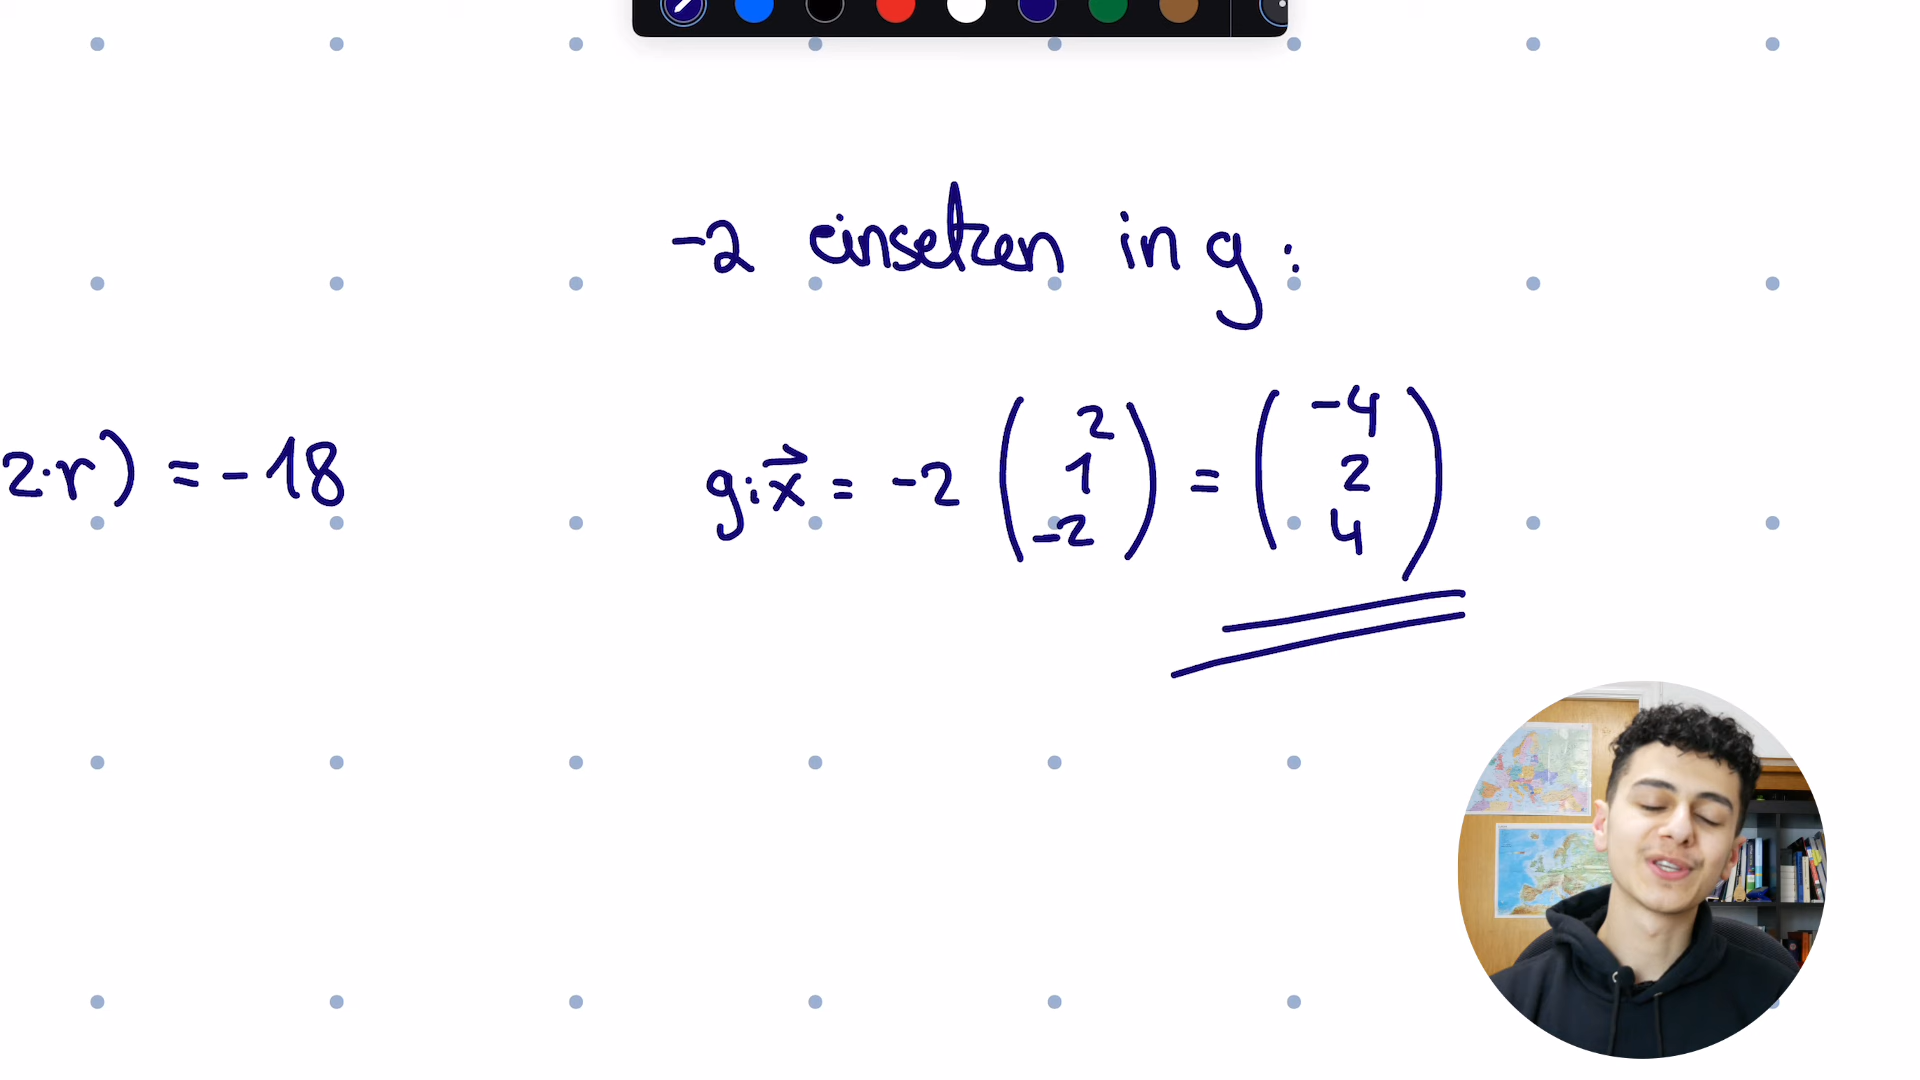 -2 einsetzen in g:
2·r) = -18
g: x⃗ = -2 ( 2 1 -2 ) = ( -4 2 4 )